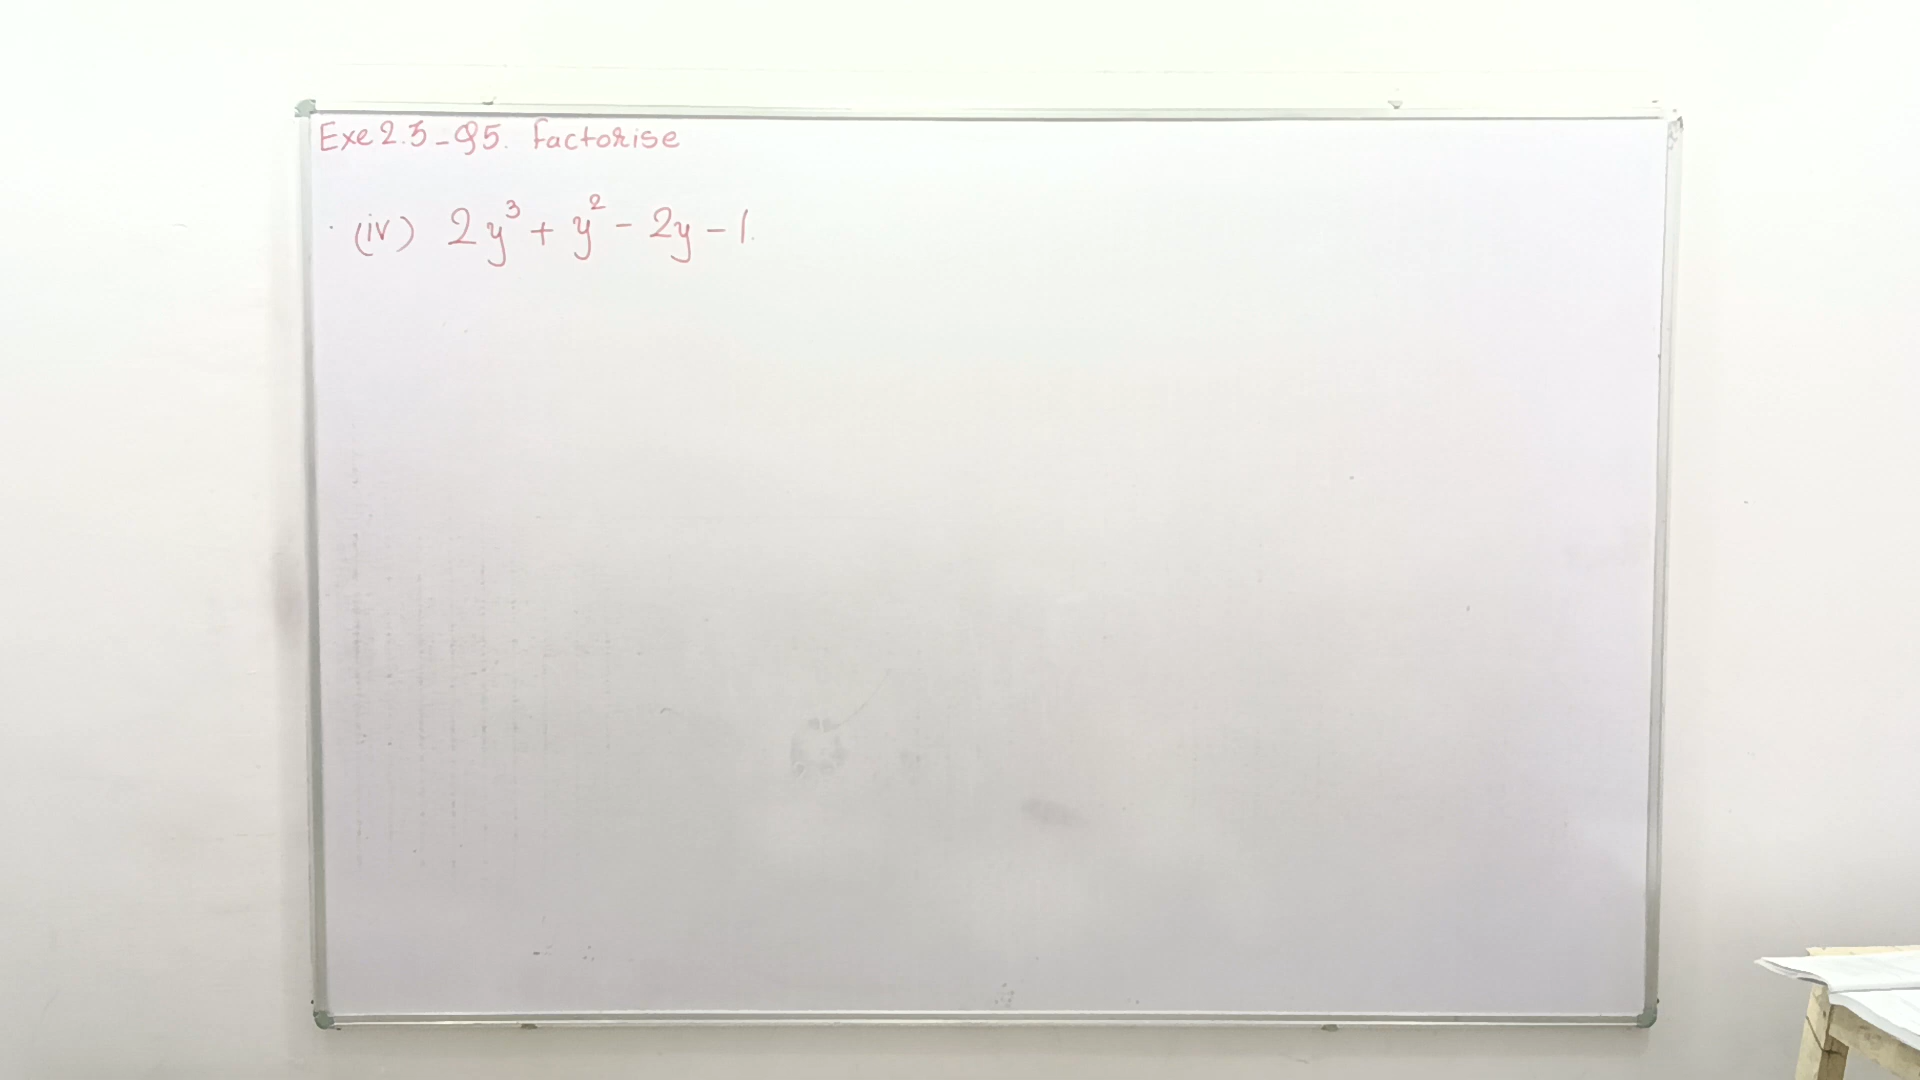 Exe 2.3 - Q5. Factorise
(iv) 2y³ + y² - 2y - 1.